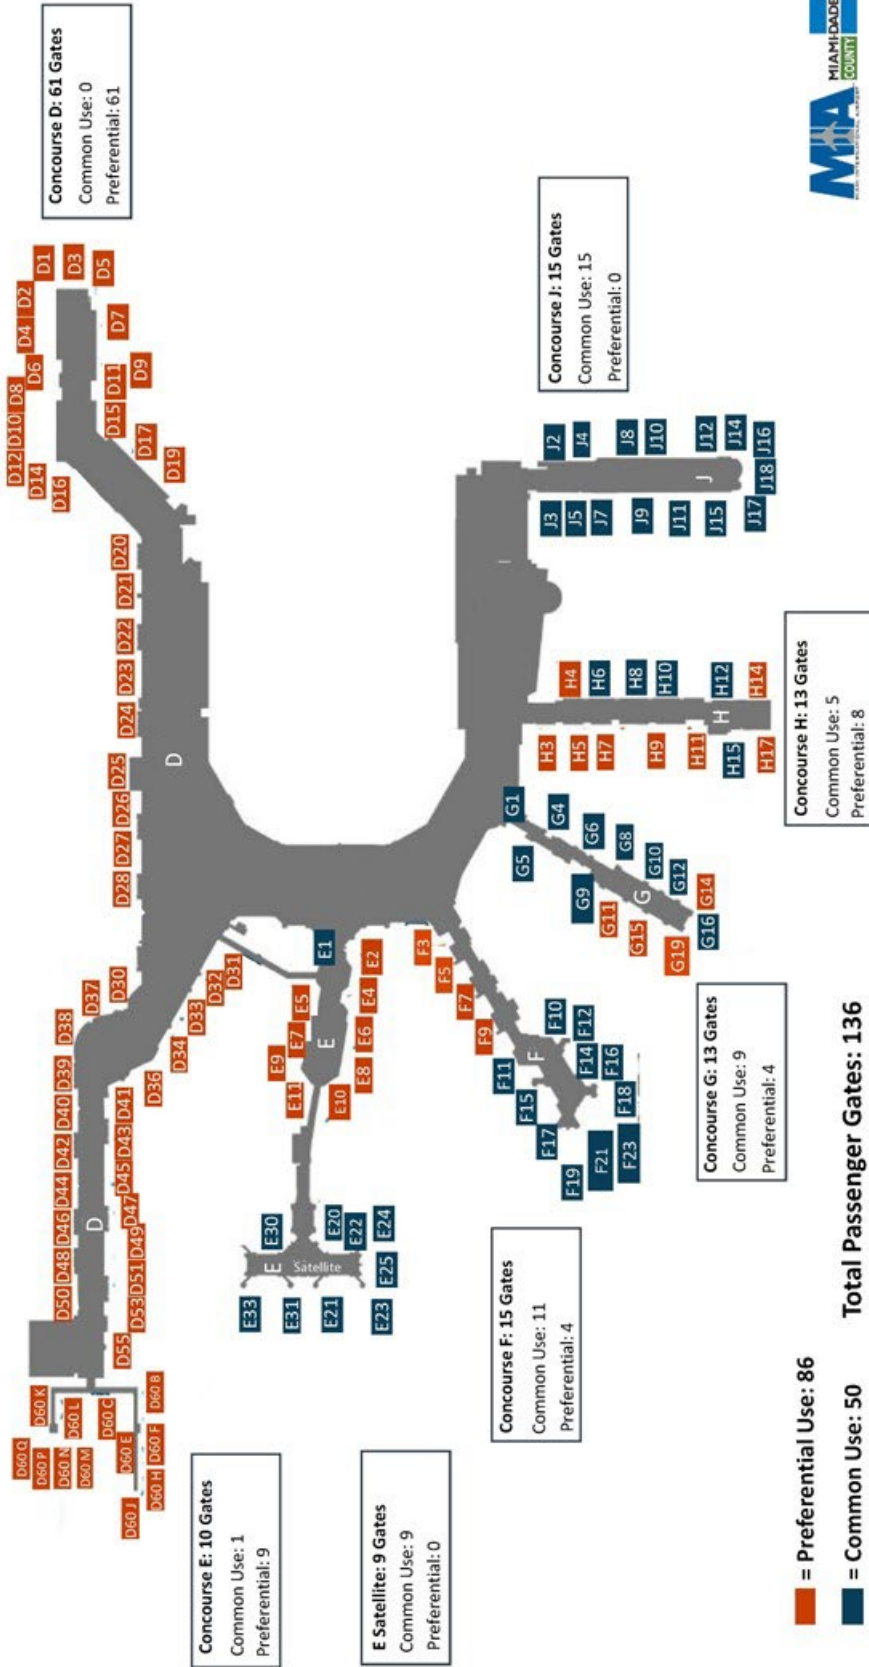 Concourse D: 61 Gates
Common Use: 0
Preferential: 61
D60 Q
D60 P
D60 N
D60 M
D60 K
D60 L
D60 C
D60 E
D60 B
D60 F
D60 H
D60 J
D55
D50
D48
D46
D44
D42
D40
D39
D38
D37
D30
D53
D51
D49
D47
D45
D43
D41
D36
D34
D33
D32
D31
D28
D27
D26
D25
D24
D23
D22
D21
D20
D16
D14
D12
D10
D8
D6
D4
D2
D1
D3
D5
D7
D9
D11
D15
D17
D19
D
D
Concourse E: 10 Gates
Common Use: 1
Preferential: 9
E9
E7
E5
E1
E11
E10
E8
E6
E4
E2
E
E Satellite: 9 Gates
Common Use: 9
Preferential: 0
E33
E31
E21
E23
E30
E20
E22
E24
E25
E
Satellite
Concourse F: 15 Gates
Common Use: 11
Preferential: 4
F3
F5
F7
F9
F11
F15
F17
F19
F21
F23
F18
F16
F14
F12
F10
F
Concourse G: 13 Gates
Common Use: 9
Preferential: 4
G1
G5
G4
G6
G8
G10
G12
G14
G9
G11
G15
G19
G16
G
Concourse H: 13 Gates
Common Use: 5
Preferential: 8
H3
H5
H7
H9
H11
H15
H17
H4
H6
H8
H10
H12
H14
H
Concourse J: 15 Gates
Common Use: 15
Preferential: 0
J3
J5
J7
J9
J11
J15
J17
J2
J4
J8
J10
J12
J14
J16
J18
J
= Preferential Use: 86
= Common Use: 50
Total Passenger Gates: 136
MIA
MIAMI INTERNATIONAL AIRPORT
MIAMI-DADE
COUNTY